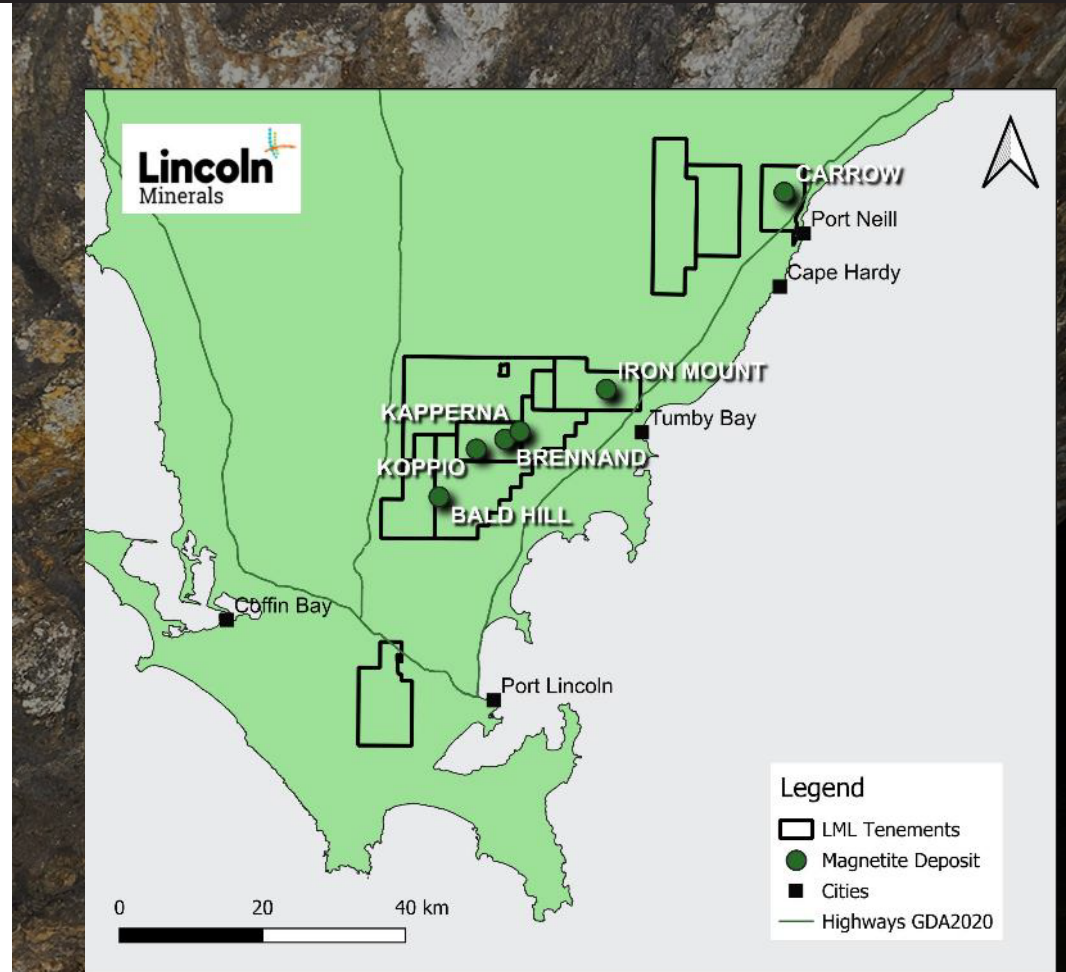 Lincoln
Minerals
CARROW
Port Neill
Cape Hardy
IRON MOUNT
KAPPERNA
Tumby Bay
KOPPIO
BRENNAND
BALD HILL
Coffin Bay
Port Lincoln
Legend
LML Tenements
Magnetite Deposit
Cities
Highways GDA2020
0 20 40 km